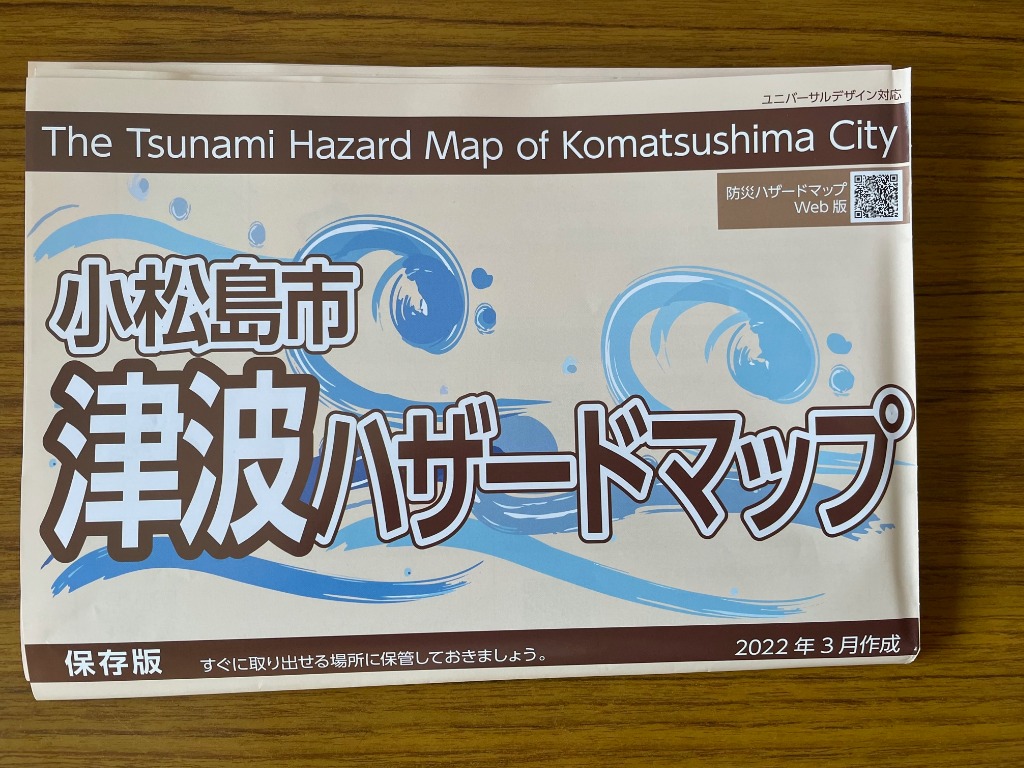 ユニバーサルデザイン対応
The Tsunami Hazard Map of Komatsushima City
防災ハザードマップ
Web版
小松島市
津波ハザードマップ
保存版 すぐに取り出せる場所に保管しておきましょう。 2022年3月作成